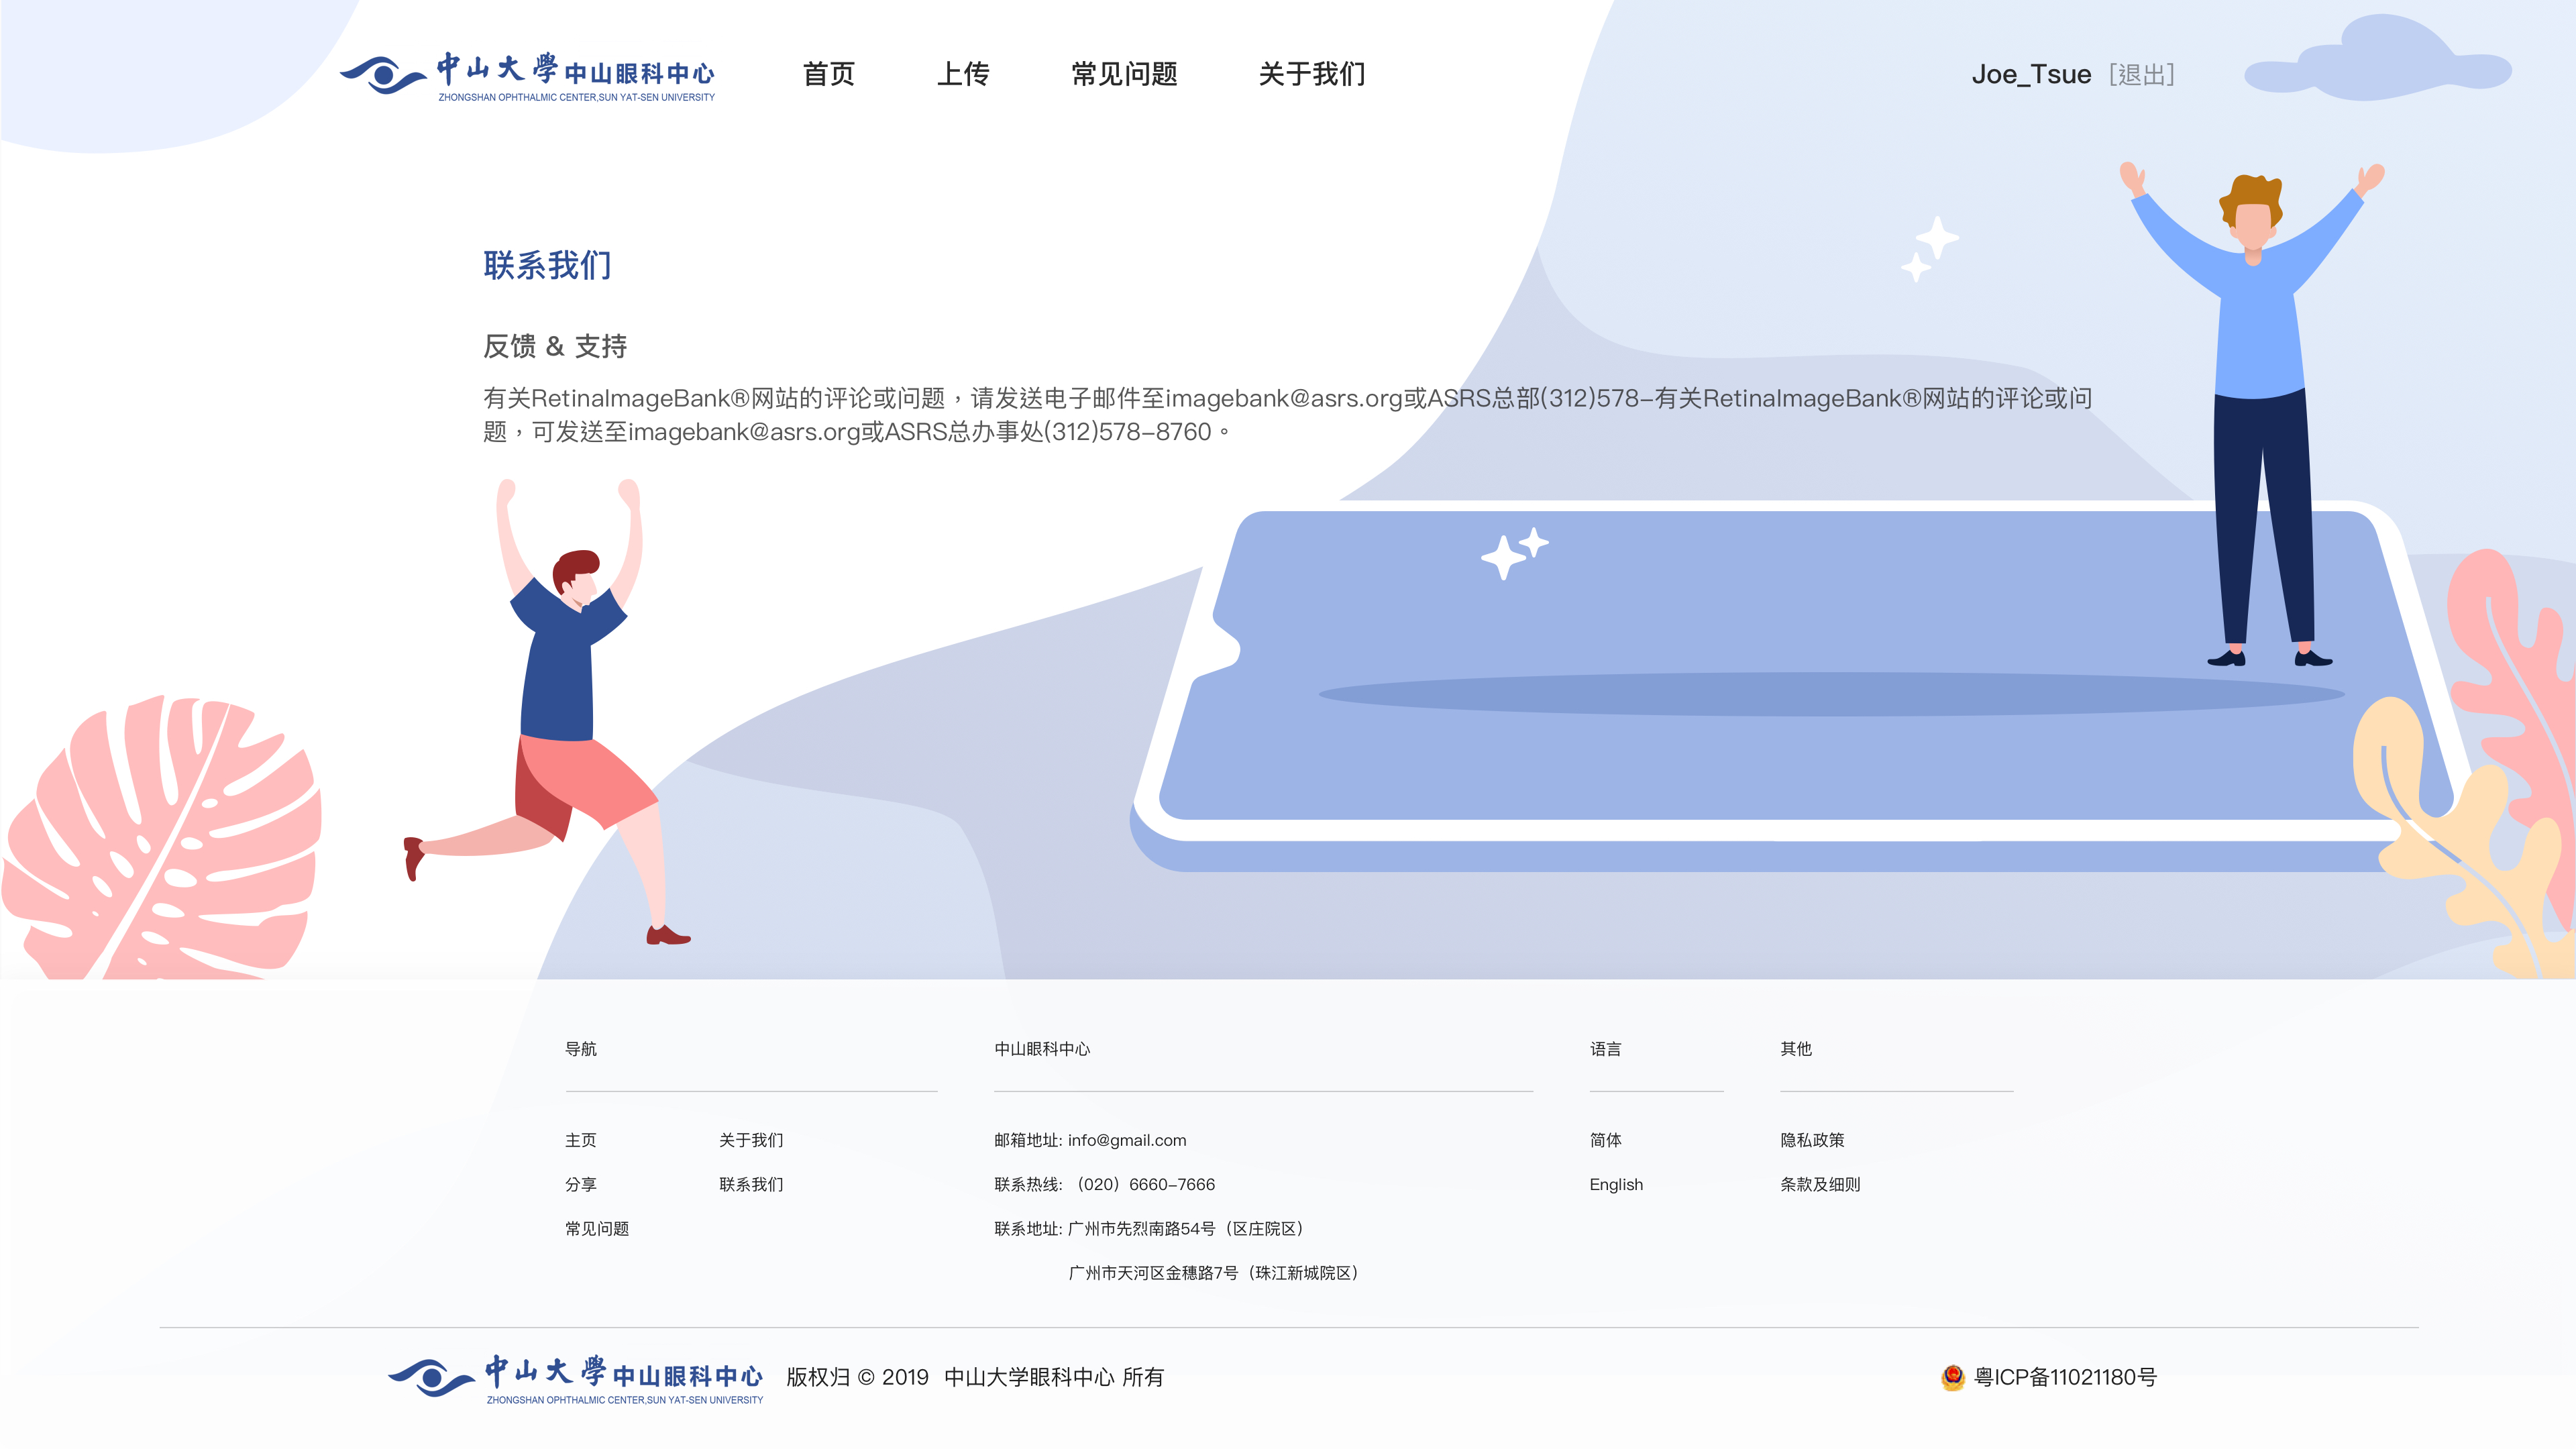 中山大學 中山眼科中心
ZHONGSHAN OPHTHALMIC CENTER,SUN YAT-SEN UNIVERSITY
首页 上传 常见问题 关于我们
Joe_Tsue [退出]
联系我们
反馈 & 支持
有关RetinaImageBank®网站的评论或问题，请发送电子邮件至imagebank@asrs.org或ASRS总部(312)578-有关RetinaImageBank®网站的评论或问
题，可发送至imagebank@asrs.org或ASRS总办事处(312)578-8760。
导航 中山眼科中心 语言 其他
主页 关于我们 邮箱地址: info@gmail.com 简体 隐私政策
分享 联系我们 联系热线: （020）6660-7666 English 条款及细则
常见问题 联系地址: 广州市先烈南路54号（区庄院区）
广州市天河区金穗路7号（珠江新城院区）
中山大學 中山眼科中心
ZHONGSHAN OPHTHALMIC CENTER,SUN YAT-SEN UNIVERSITY
版权归 © 2019 中山大学眼科中心 所有
粤ICP备11021180号